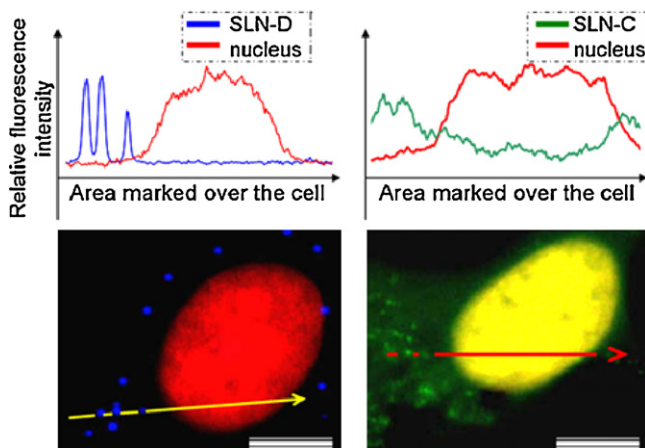 SLN-D
nucleus
SLN-C
nucleus
Relative fluorescence
intensity
Area marked over the cell
Area marked over the cell